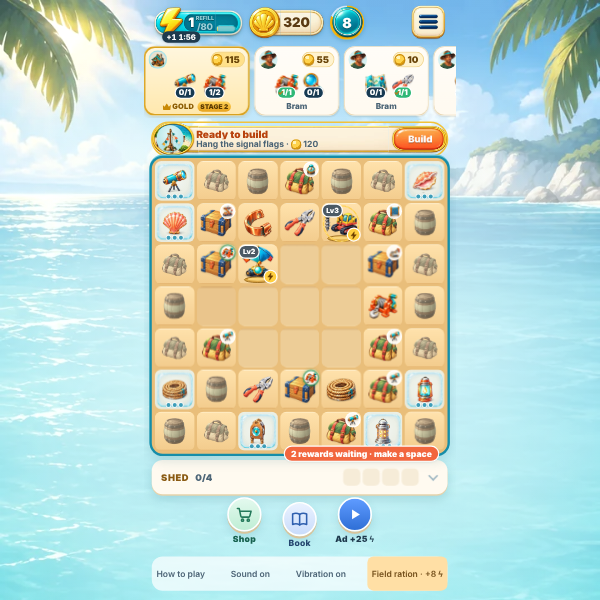 1 REFILL
/80
320
8
+1 1:56
115
0/1
1/2
GOLD STAGE 2
55
1/1
0/1
Bram
10
0/1
1/1
Bram
Ready to build
Hang the signal flags · 120
Build
Lv3
Lv2
2 rewards waiting · make a space
SHED 0/4
Shop
Book
Ad +25
How to play
Sound on
Vibration on
Field ration · +8